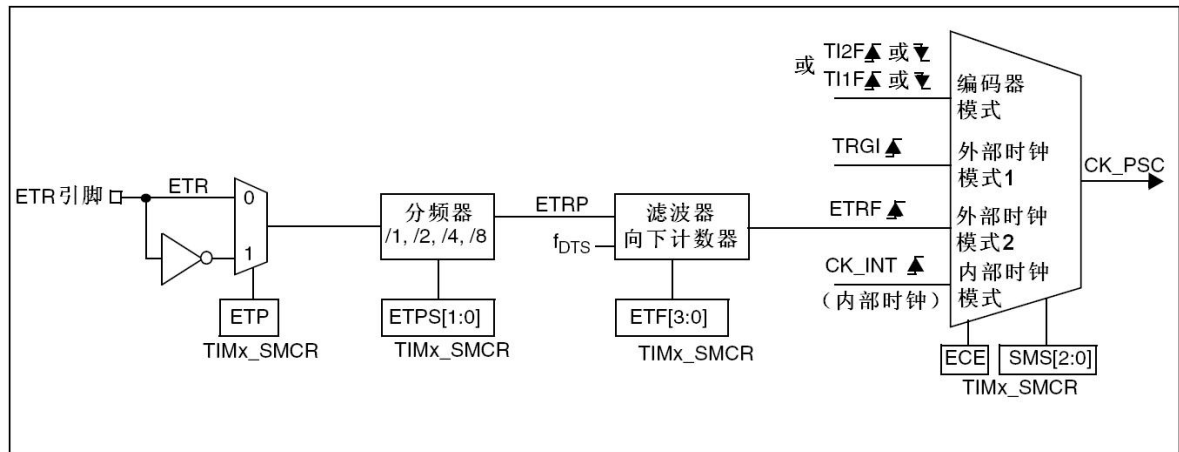 TI2F 或
或 TI1F 或
编码器
模式
TRGI
外部时钟
模式1
CK_PSC
ETR引脚
ETR
0
1
ETP
TIMx_SMCR
分频器
/1, /2, /4, /8
ETPS[1:0]
TIMx_SMCR
ETRP
fDTS
滤波器
向下计数器
ETF[3:0]
TIMx_SMCR
ETRF
外部时钟
模式2
CK_INT
(内部时钟)
内部时钟
模式
ECE
SMS[2:0]
TIMx_SMCR